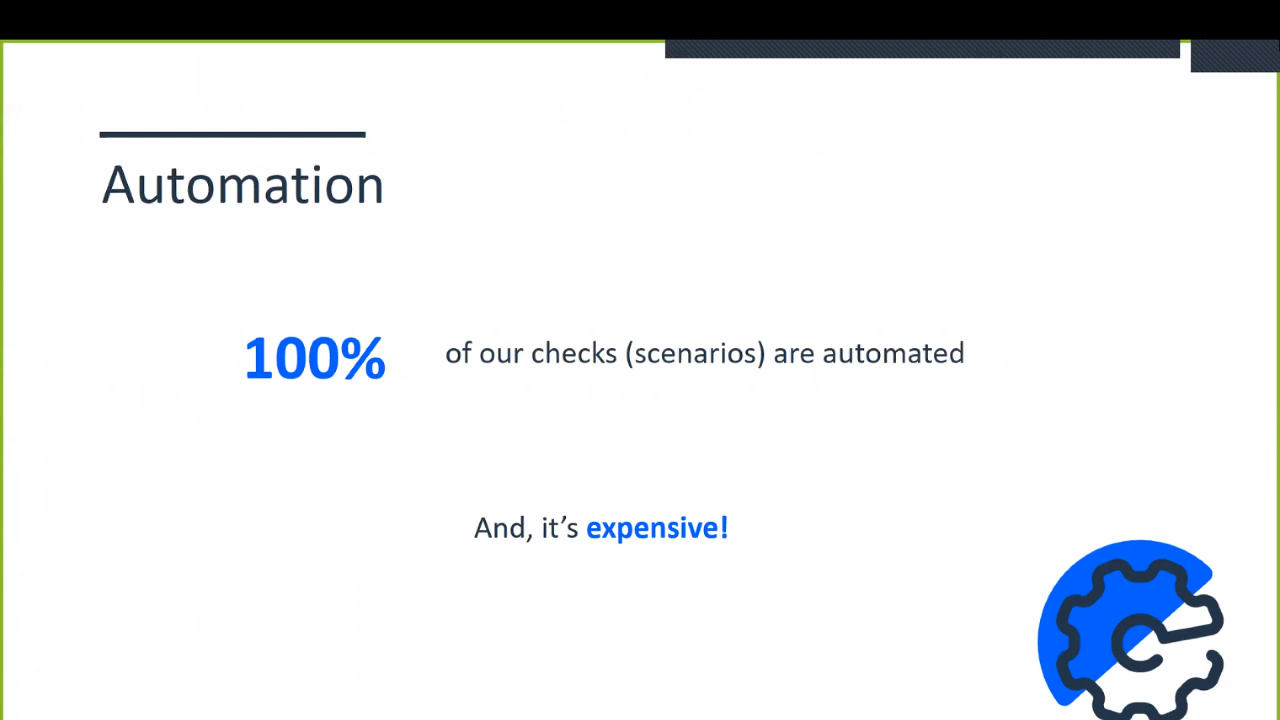 Automation
100% of our checks (scenarios) are automated
And, it’s expensive!